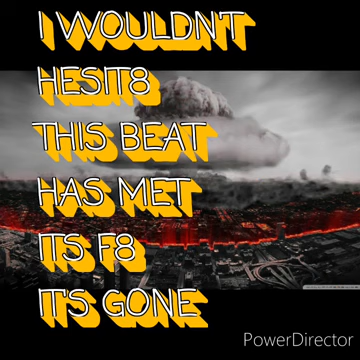 I WOULDN'T
HESIT8
THIS BEAT
HAS MET
ITS F8
IT'S GONE
PowerDirector